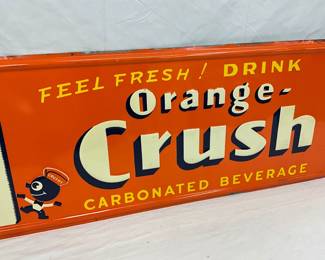 FEEL FRESH! DRINK
Orange-
Crush
CARBONATED BEVERAGE